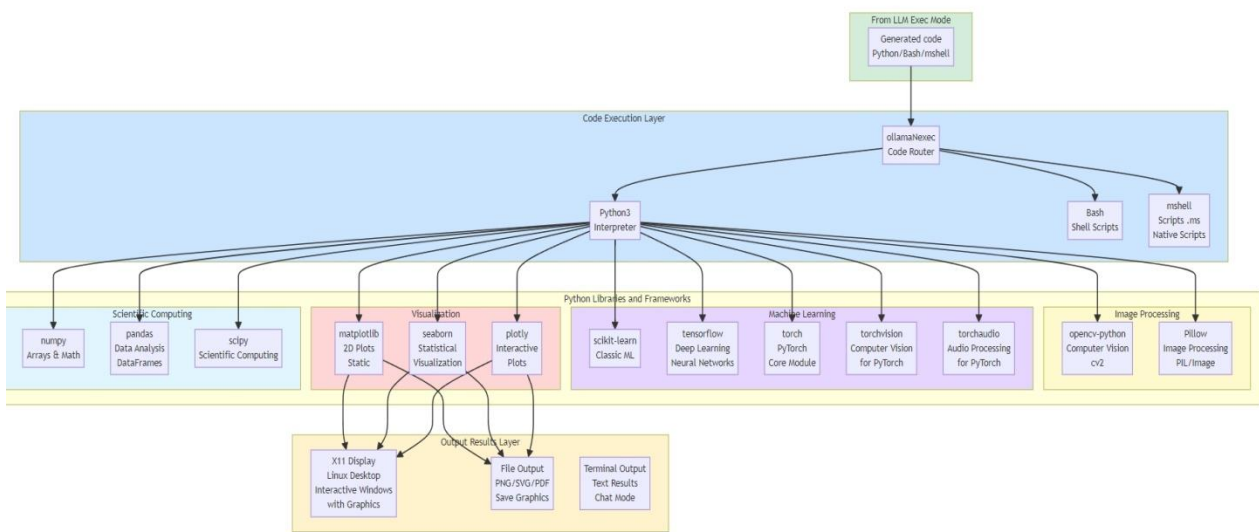 From LLM Exec Mode
Generated code
Python/Bash/mshell
Code Execution Layer
ollamaNexec
Code Router
Python3
Interpreter
Bash
Shell Scripts
mshell
Scripts .ms
Native Scripts
Python Libraries and Frameworks
Scientific Computing
numpy
Arrays & Math
pandas
Data Analysis
DataFrames
scipy
Scientific Computing
Visualization
matplotlib
2D Plots
Static
seaborn
Statistical
Visualization
plotly
Interactive
Plots
Machine Learning
scikit-learn
Classic ML
tensorflow
Deep Learning
Neural Networks
torch
PyTorch
Core Module
torchvision
Computer Vision
for PyTorch
torchaudio
Audio Processing
for PyTorch
Image Processing
opencv-python
Computer Vision
cv2
Pillow
Image Processing
PIL/Image
Output Results Layer
X11 Display
Linux Desktop
Interactive Windows
with Graphics
File Output
PNG/SVG/PDF
Save Graphics
Terminal Output
Text Results
Chat Mode